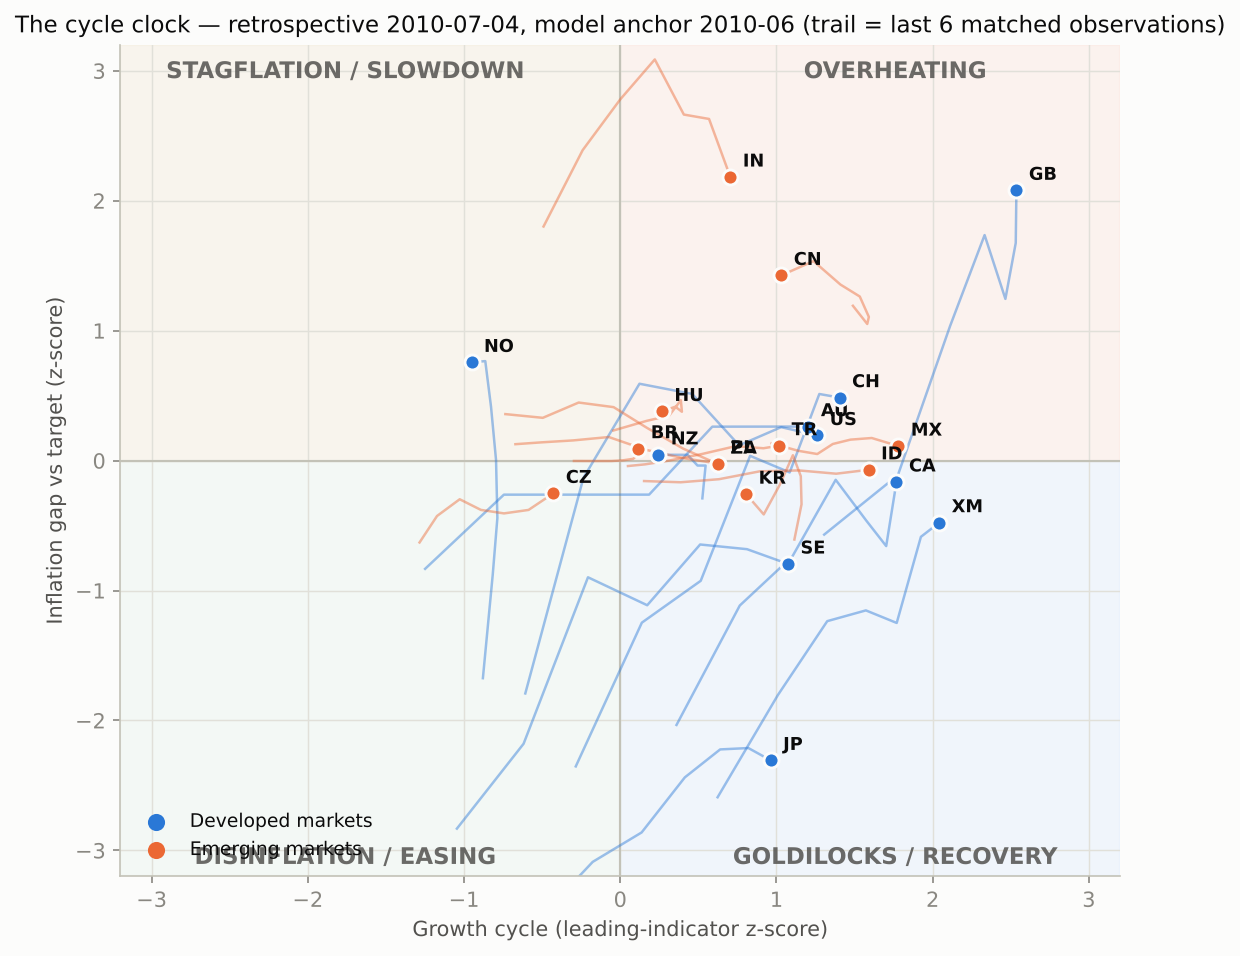 The cycle clock — retrospective 2010-07-04, model anchor 2010-06 (trail = last 6 matched observations)
STAGFLATION / SLOWDOWN
OVERHEATING
IN
GB
CN
NO
CH
HU
AU
US
BR
NZ
TR
MX
ZA
ID
CA
CZ
KR
XM
SE
JP
Developed markets
Emerging markets
DISINFLATION / EASING
GOLDILOCKS / RECOVERY
3
2
1
0
−1
−2
−3
−3
−2
−1
0
1
2
3
Inflation gap vs target (z-score)
Growth cycle (leading-indicator z-score)